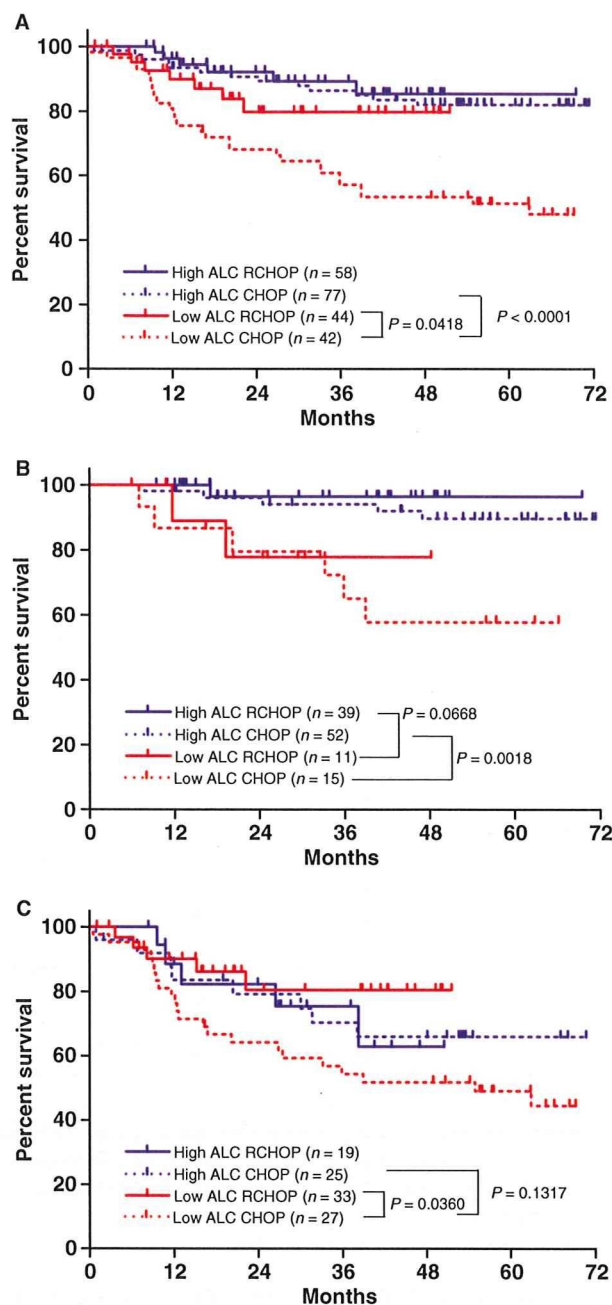 A
100
80
60
40
20
0
Percent survival
High ALC RCHOP (n = 58)
High ALC CHOP (n = 77)
Low ALC RCHOP (n = 44)
Low ALC CHOP (n = 42)
P = 0.0418
P < 0.0001
0 12 24 36 48 60 72
Months
B
100
80
60
40
20
0
Percent survival
High ALC RCHOP (n = 39)
High ALC CHOP (n = 52)
Low ALC RCHOP (n = 11)
Low ALC CHOP (n = 15)
P = 0.0668
P = 0.0018
0 12 24 36 48 60 72
Months
C
100
80
60
40
20
0
Percent survival
High ALC RCHOP (n = 19)
High ALC CHOP (n = 25)
Low ALC RCHOP (n = 33)
Low ALC CHOP (n = 27)
P = 0.0360
P = 0.1317
0 12 24 36 48 60 72
Months